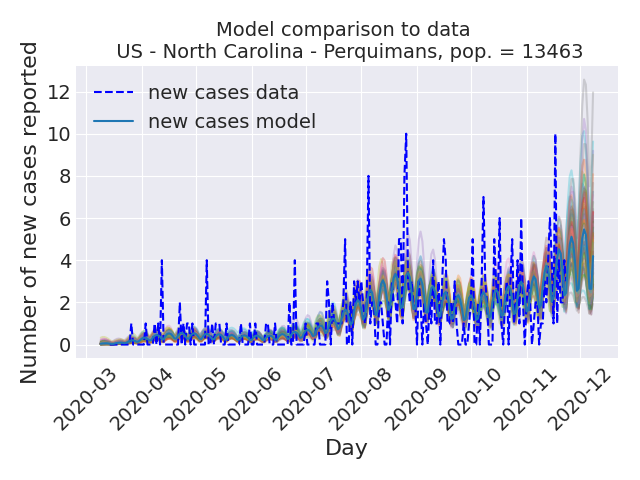 Model comparison to data
US - North Carolina - Perquimans, pop. = 13463
Number of new cases reported
12
10
8
6
4
2
0
new cases data
new cases model
2020-03
2020-04
2020-05
2020-06
2020-07
2020-08
2020-09
2020-10
2020-11
2020-12
Day